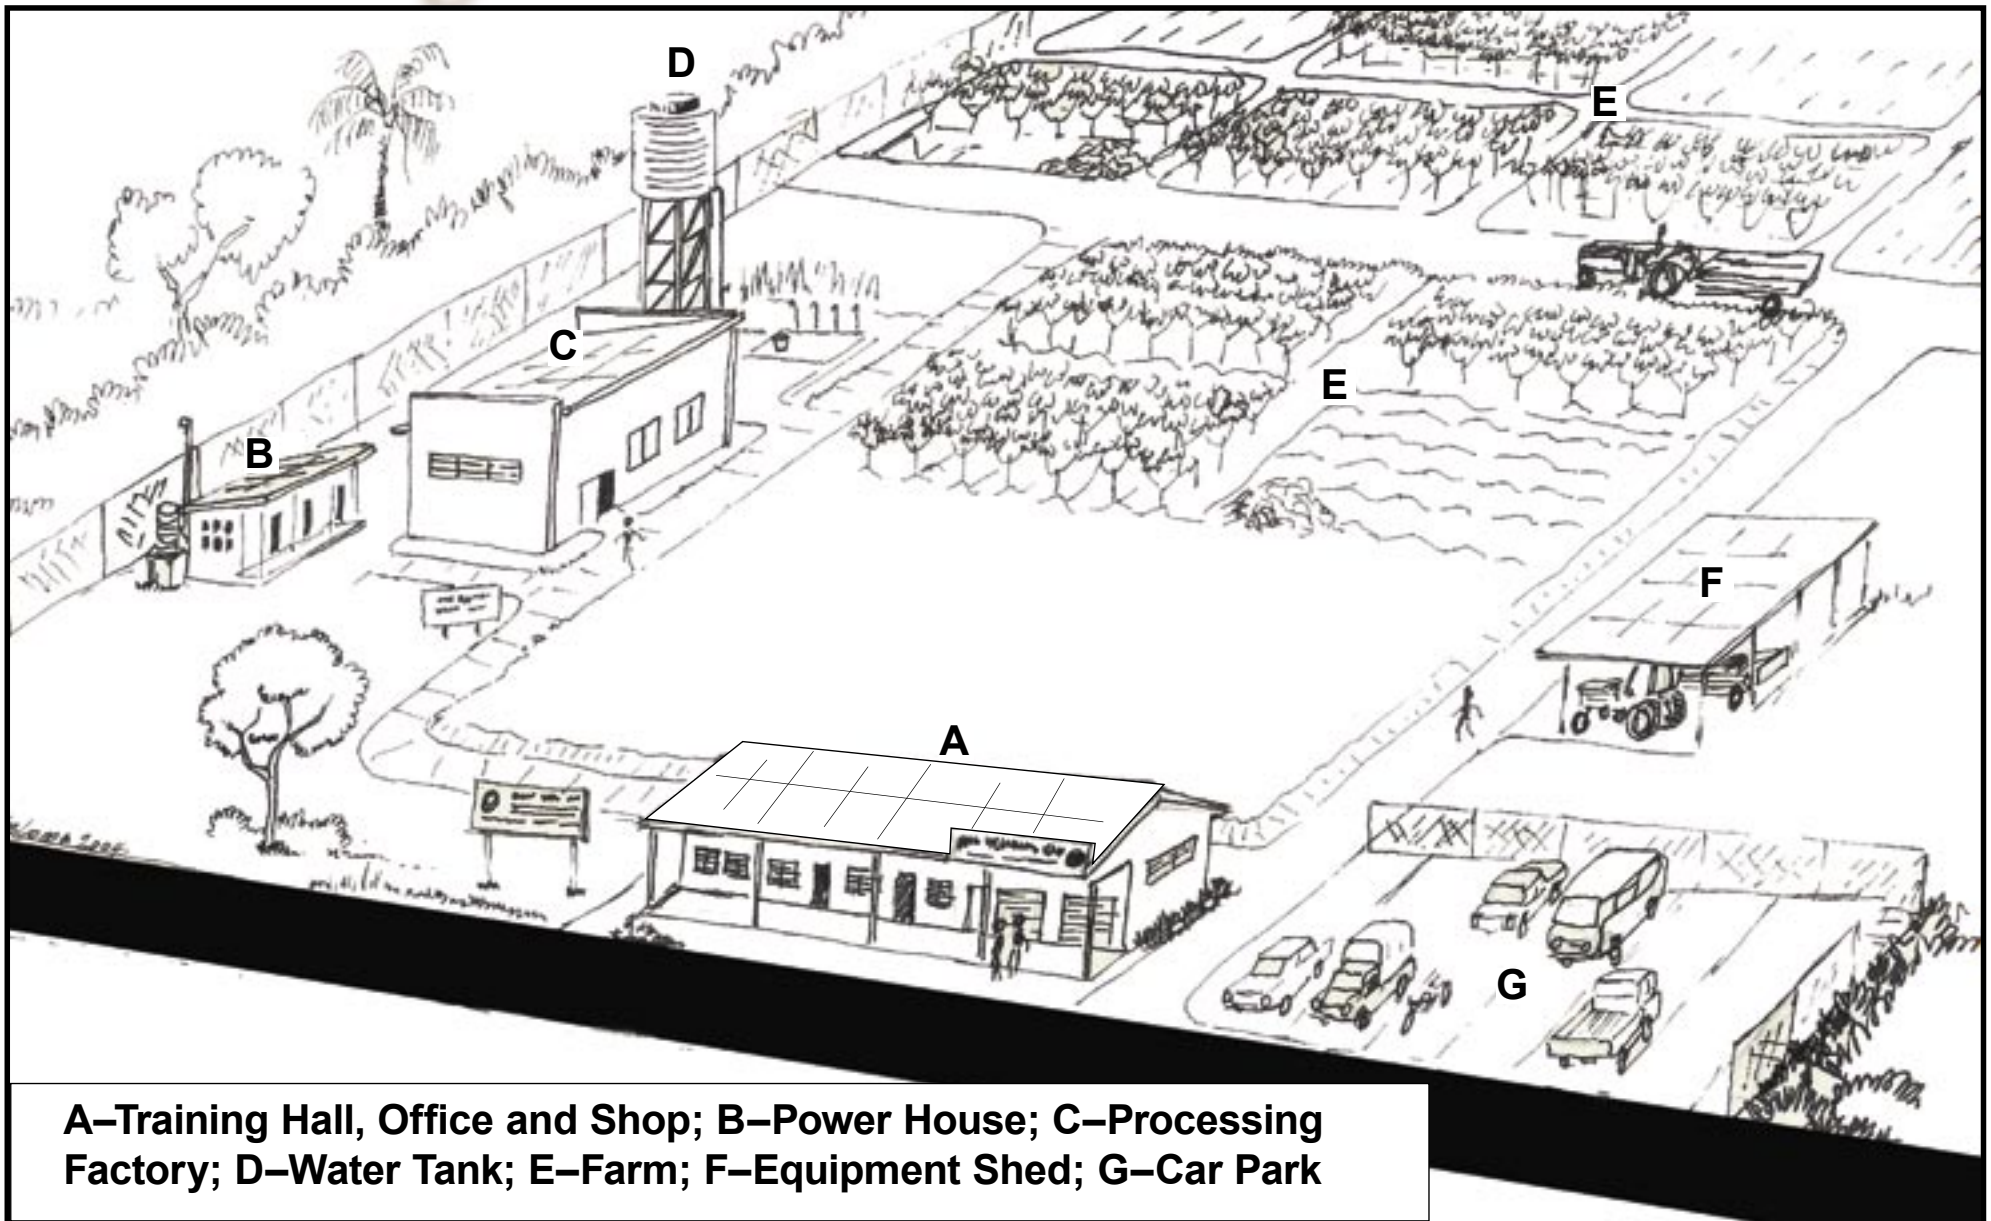 D
E
C
E
B
F
A
G
A–Training Hall, Office and Shop; B–Power House; C–Processing
Factory; D–Water Tank; E–Farm; F–Equipment Shed; G–Car Park